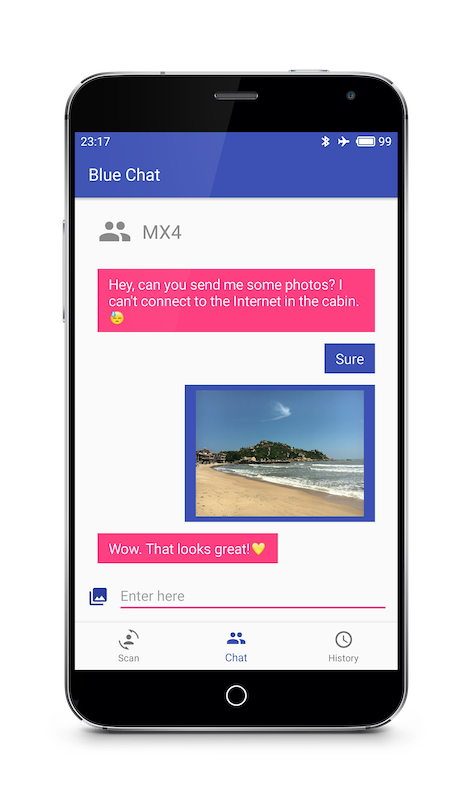 23:17
99
Blue Chat
MX4
Hey, can you send me some photos? I
can't connect to the Internet in the cabin.
😓
Sure
Wow. That looks great!💛
Enter here
Scan
Chat
History